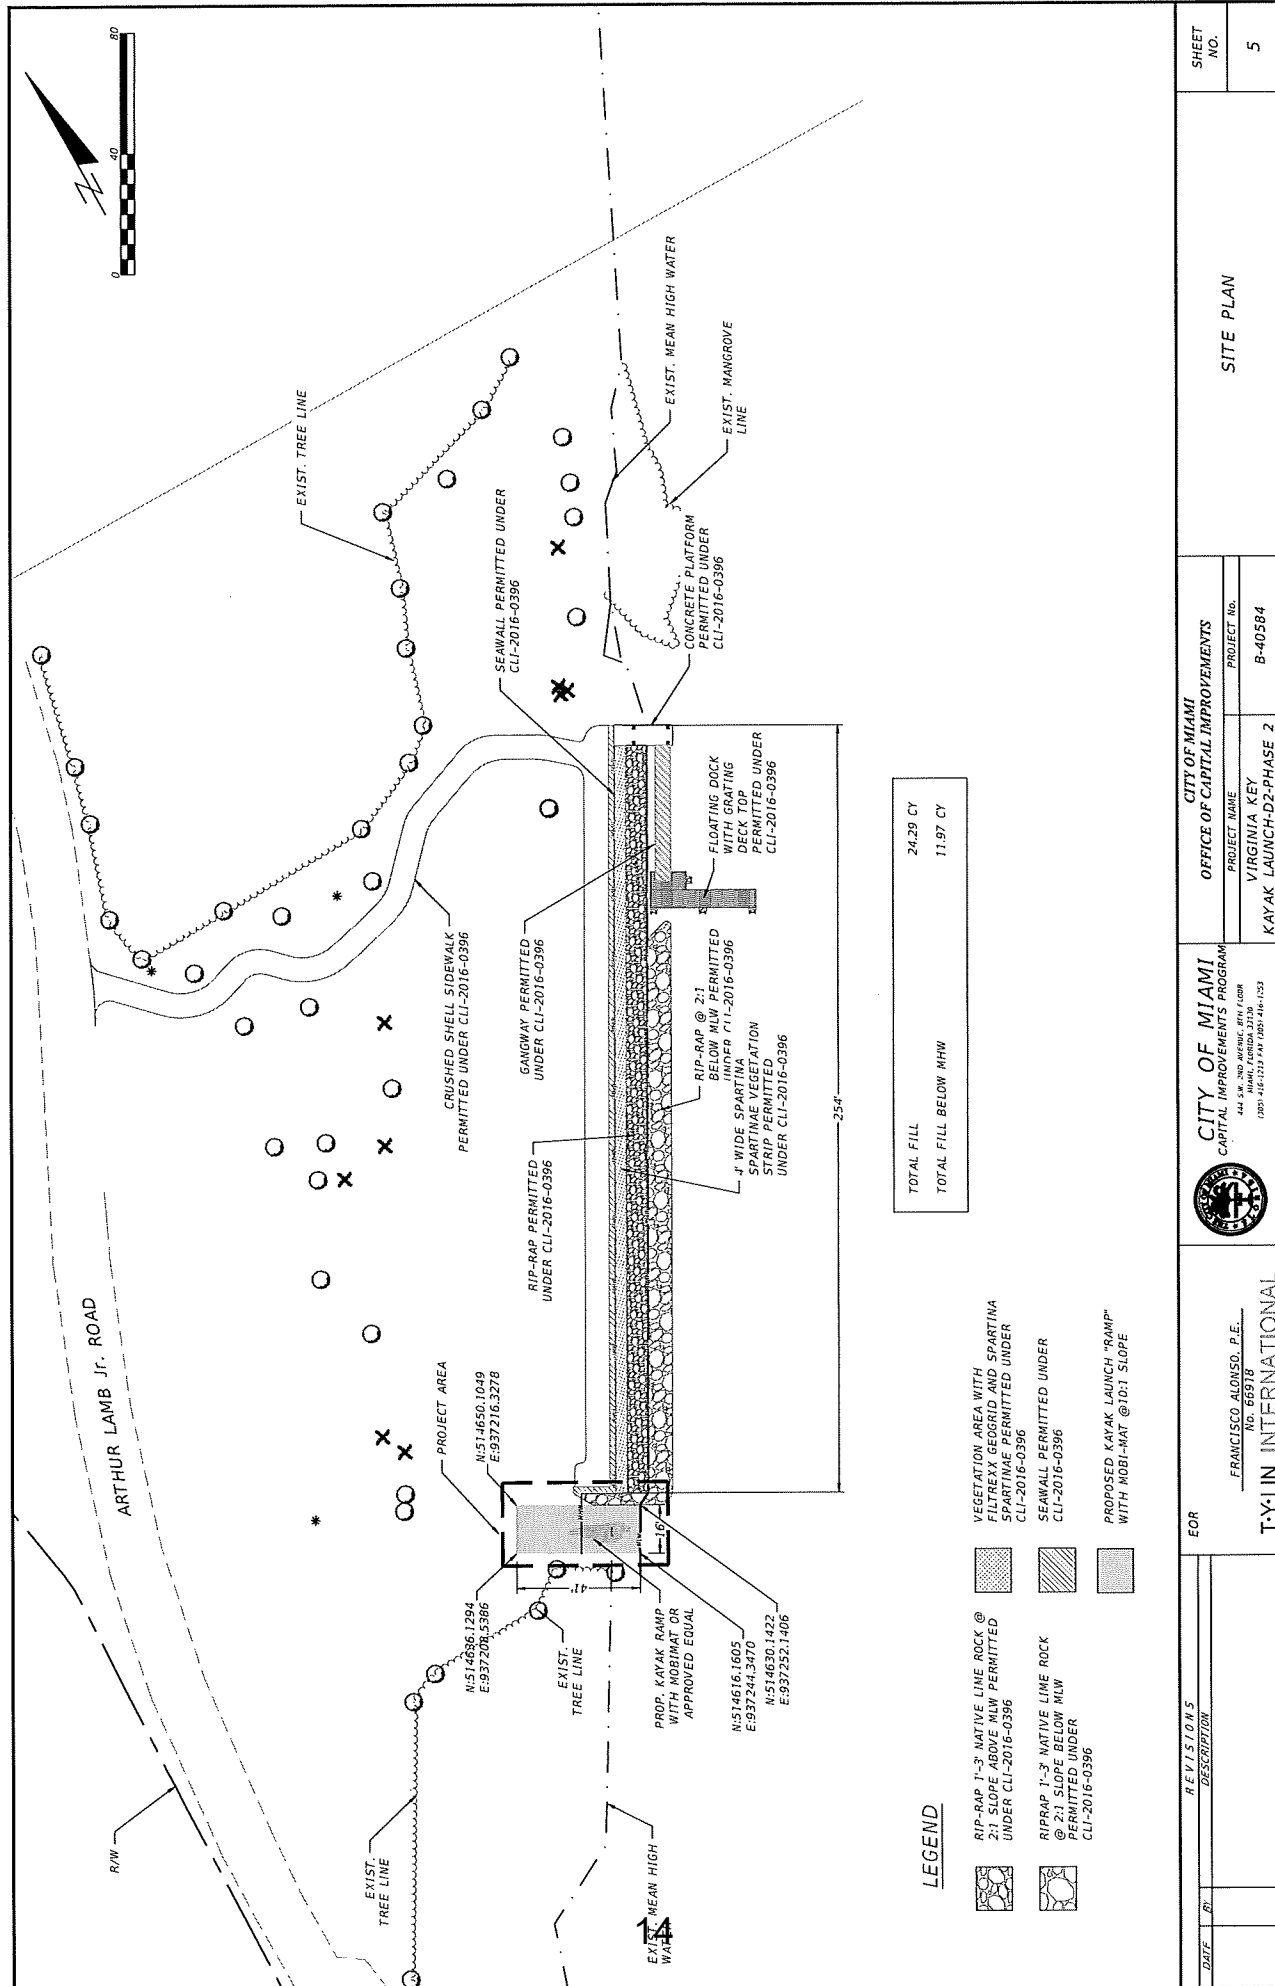 0
40
80
N
R/W
ARTHUR LAMB Jr. ROAD
EXIST. TREE LINE
EXIST.
TREE LINE
EXIST.
TREE LINE
PROJECT AREA
N:514650.1049
E:937216.3278
N:514636.1294
E:937208.5386
41'
16'
PROP. KAYAK RAMP
WITH MOBIMAT OR
APPROVED EQUAL
N:514616.1605
E:937244.3470
N:514630.1422
E:937252.1406
EXIST. MEAN HIGH
WATER
CRUSHED SHELL SIDEWALK
PERMITTED UNDER CLI-2016-0396
RIP-RAP PERMITTED
UNDER CLI-2016-0396
GANGWAY PERMITTED
UNDER CLI-2016-0396
SEAWALL PERMITTED UNDER
CLI-2016-0396
RIP-RAP @ 2:1
BELOW MLW PERMITTED
UNDER CLI-2016-0396
4' WIDE SPARTINA
SPARTINAE VEGETATION
STRIP PERMITTED
UNDER CLI-2016-0396
FLOATING DOCK
WITH GRATING
DECK TOP
PERMITTED UNDER
CLI-2016-0396
CONCRETE PLATFORM
PERMITTED UNDER
CLI-2016-0396
EXIST. MEAN HIGH WATER
EXIST. MANGROVE
LINE
254'
TOTAL FILL 24.29 CY
TOTAL FILL BELOW MHW 11.97 CY
LEGEND
RIP-RAP 1'-3' NATIVE LIME ROCK @
2:1 SLOPE ABOVE MLW PERMITTED
UNDER CLI-2016-0396
RIPRAP 1'-3' NATIVE LIME ROCK
@ 2:1 SLOPE BELOW MLW
PERMITTED UNDER
CLI-2016-0396
VEGETATION AREA WITH
FILTREXX GEOGRID AND SPARTINA
SPARTINAE PERMITTED UNDER
CLI-2016-0396
SEAWALL PERMITTED UNDER
CLI-2016-0396
PROPOSED KAYAK LAUNCH "RAMP"
WITH MOBI-MAT @10:1 SLOPE
14
REVISIONS
DATE BY DESCRIPTION
EOR
FRANCISCO ALONSO, P.E.
No. 66918
T·Y·LIN INTERNATIONAL
CITY OF MIAMI
CAPITAL IMPROVEMENTS PROGRAM
444 S.W. 2ND AVENUE, 8TH FLOOR
MIAMI, FLORIDA 33130
CITY OF MIAMI
OFFICE OF CAPITAL IMPROVEMENTS
PROJECT NAME PROJECT No.
VIRGINIA KEY
KAYAK LAUNCH-D2-PHASE 2
B-40584
SITE PLAN
SHEET
NO.
5